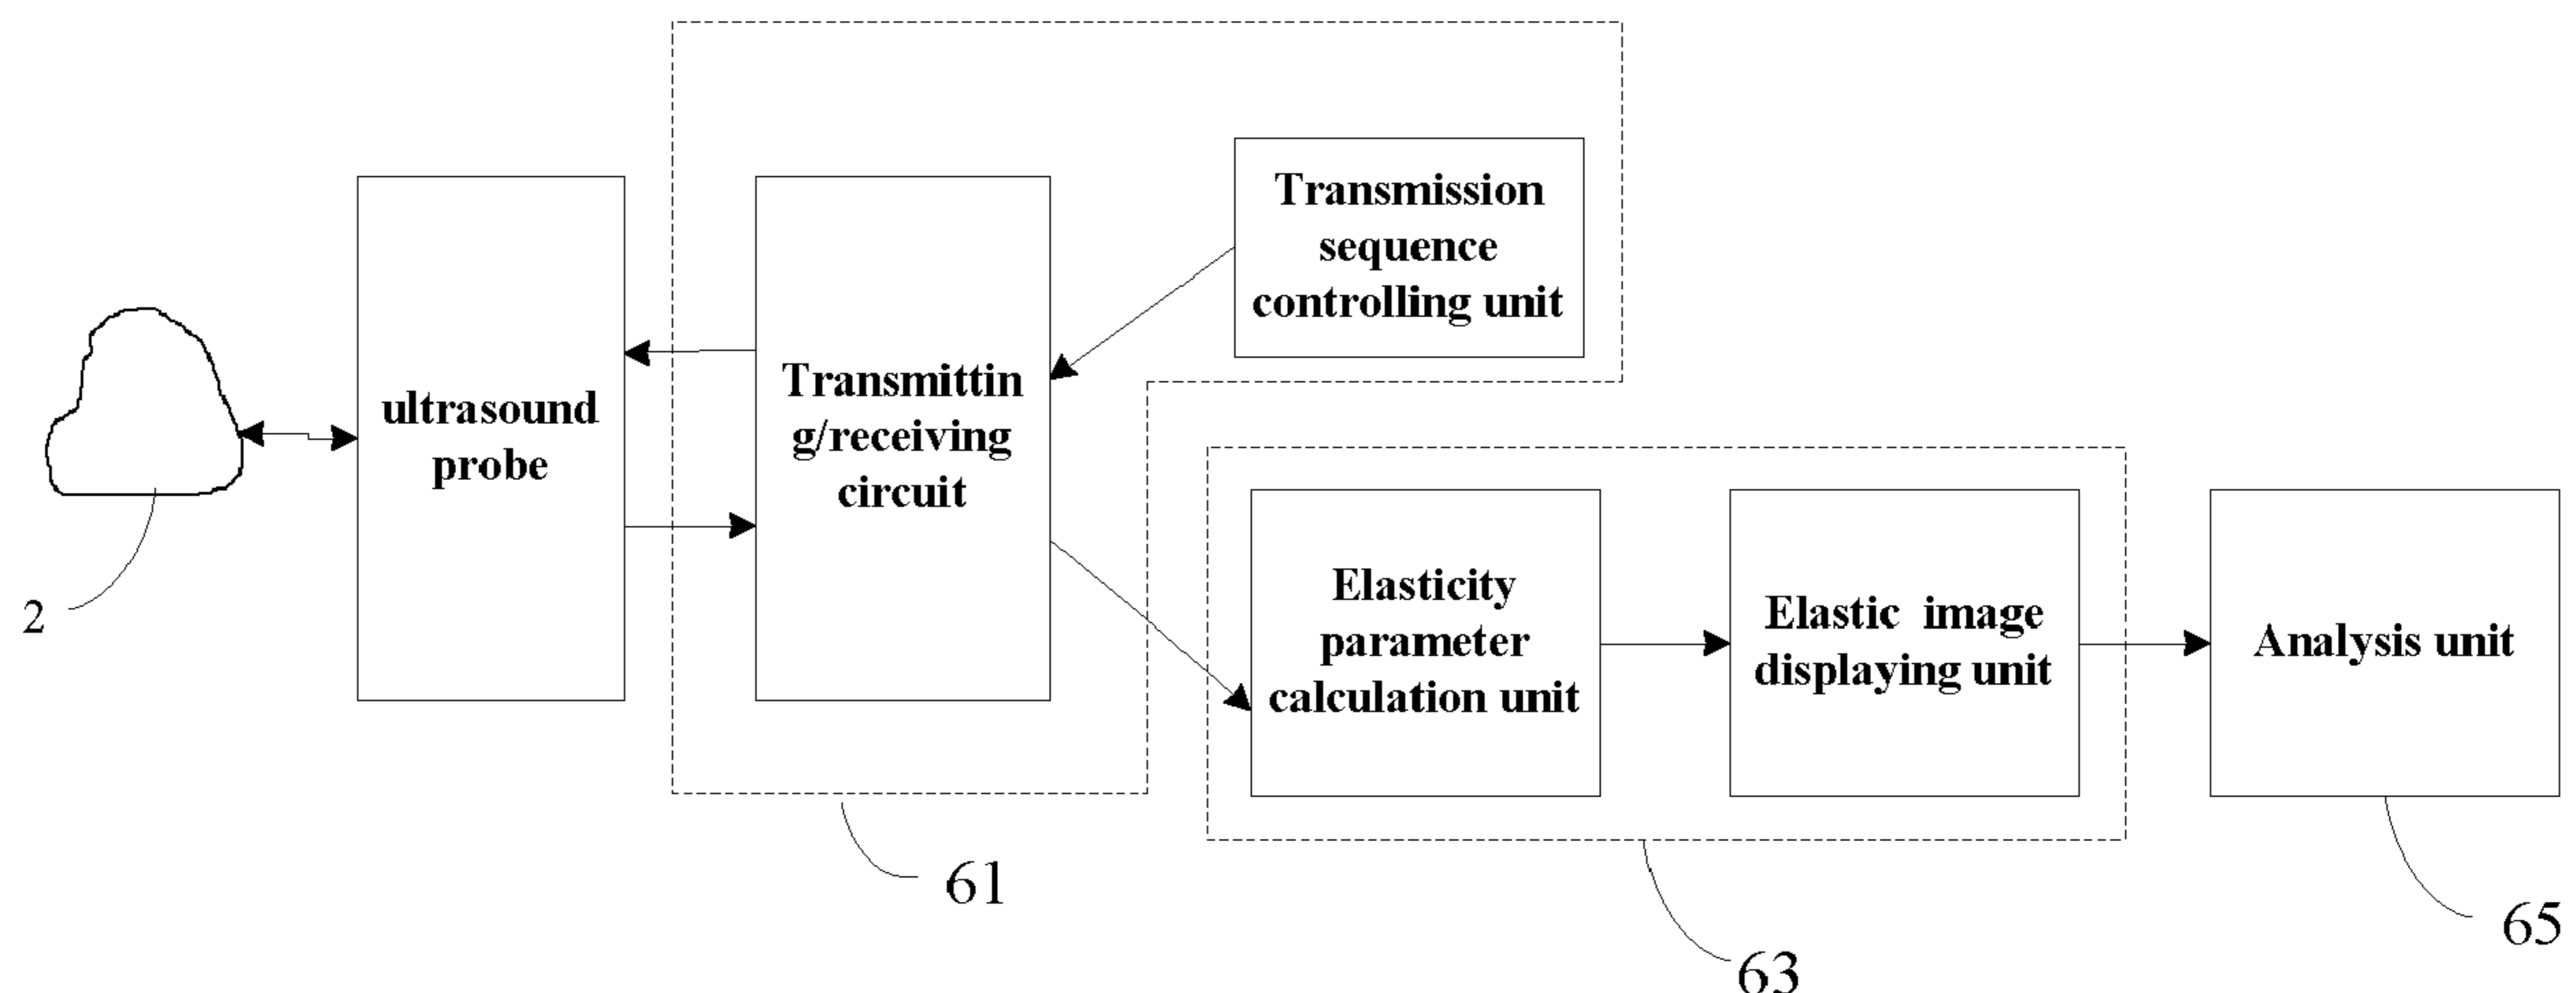 Transmission
sequence
controlling unit
ultrasound
probe
Transmittin
g/receiving
circuit
2
Elasticity
parameter
calculation unit
Elastic image
displaying unit
Analysis unit
61
63
65